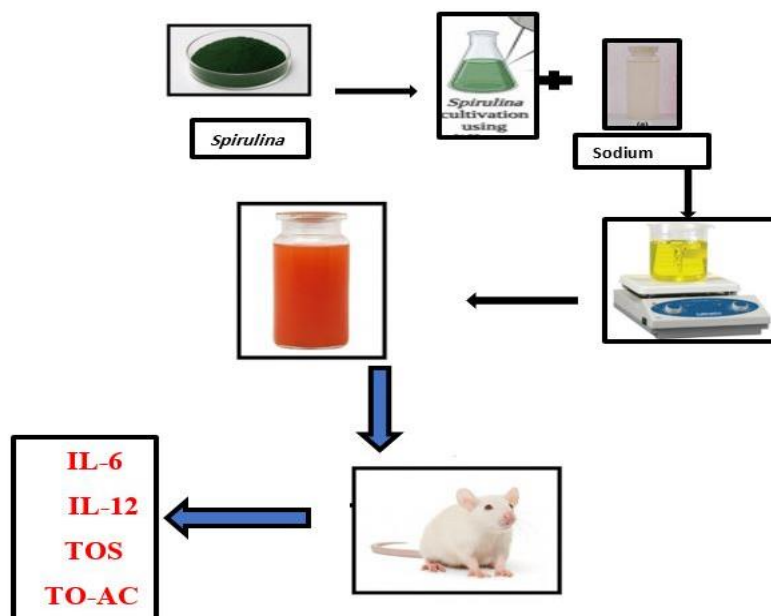 Spirulina
Spirulina
cultivation
using
(a)
Sodium
IL-6
IL-12
TOS
TO-AC